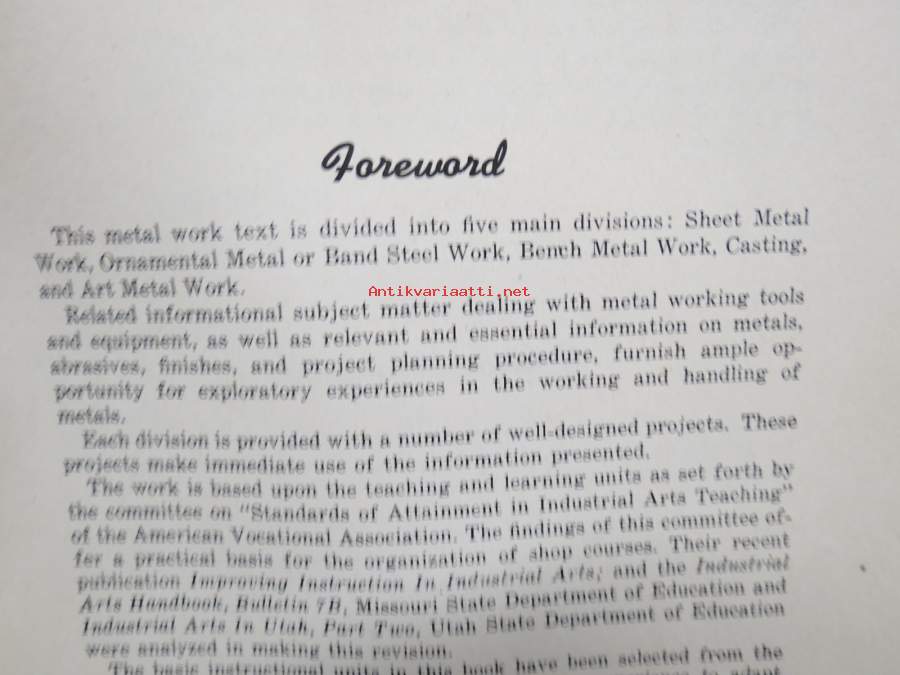 Foreword
This metal work text is divided into five main divisions: Sheet Metal
Work, Ornamental Metal or Band Steel Work, Bench Metal Work, Casting,
and Art Metal Work.
Antikvariaatti.net
Related informational subject matter dealing with metal working tools
and equipment, as well as relevant and essential information on metals,
abrasives, finishes, and project planning procedure, furnish ample op-
portunity for exploratory experiences in the working and handling of
metals.
Each division is provided with a number of well-designed projects. These
projects make immediate use of the information presented.
The work is based upon the teaching and learning units as set forth by
the committee on "Standards of Attainment in Industrial Arts Teaching"
of the American Vocational Association. The findings of this committee of-
fer a practical basis for the organization of shop courses. Their recent
publication Improving Instruction In Industrial Arts; and the Industrial
Arts Handbook, Bulletin 7B, Missouri State Department of Education and
Industrial Arts In Utah, Part Two, Utah State Department of Education
were analyzed in making this revision.
The basic instructional units in this book have been selected from the
to adapt